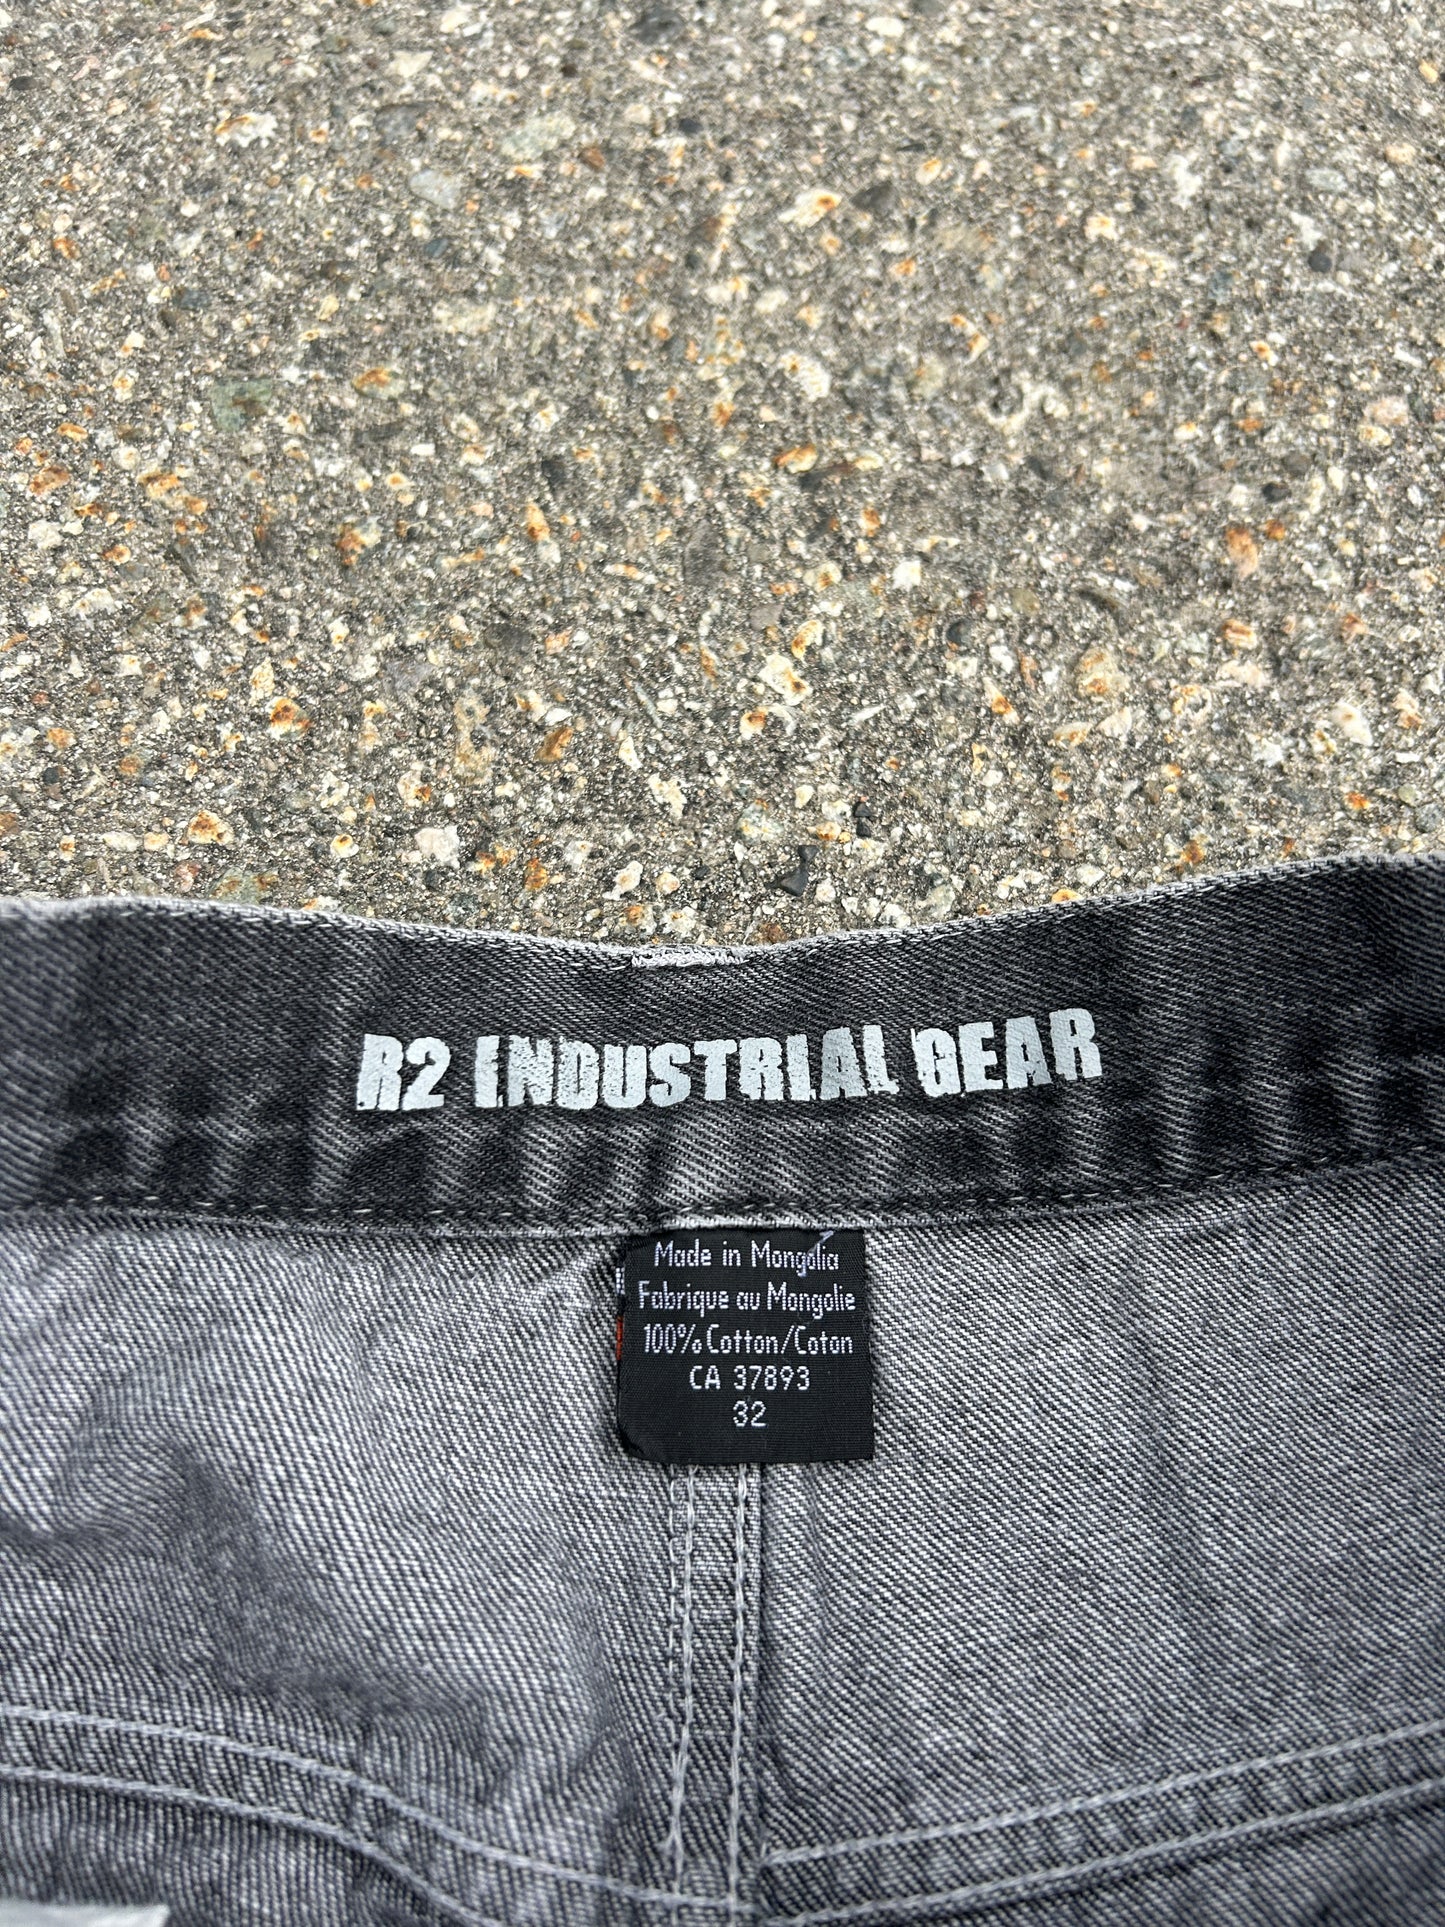 R2 INDUSTRIAL GEAR
Made in Mongolia
Fabrique au Mongolie
100% Cotton/Coton
CA 37893
32